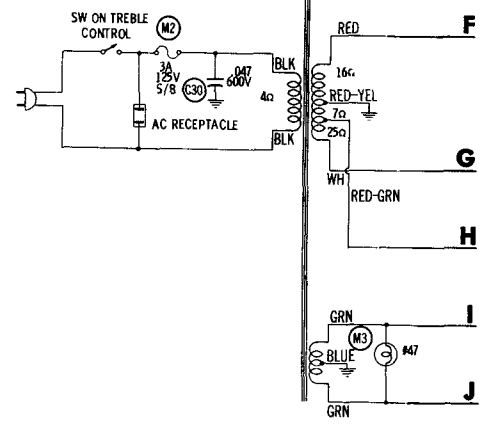 SW ON TREBLE
CONTROL
M2
3A
125V
S/B
C30
.047
600V
AC RECEPTACLE
BLK
4Ω
BLK
RED
F
16Ω
RED-YEL
7Ω
25Ω
WH
G
RED-GRN
H
GRN
I
M3
BLUE
#47
GRN
J